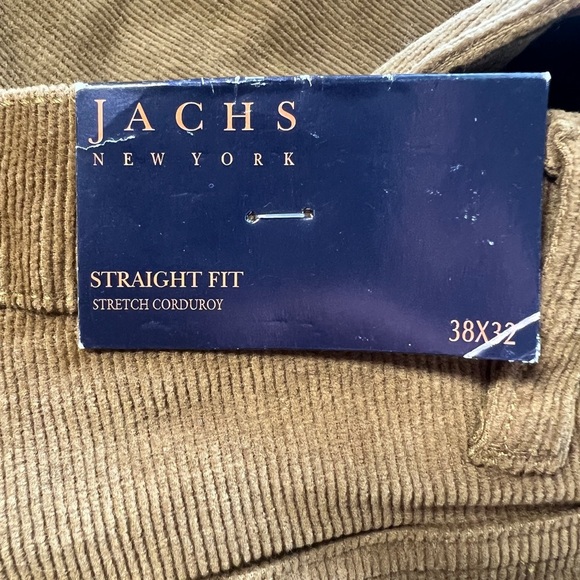 JACHS
NEW YORK
STRAIGHT FIT
STRETCH CORDUROY
38X32